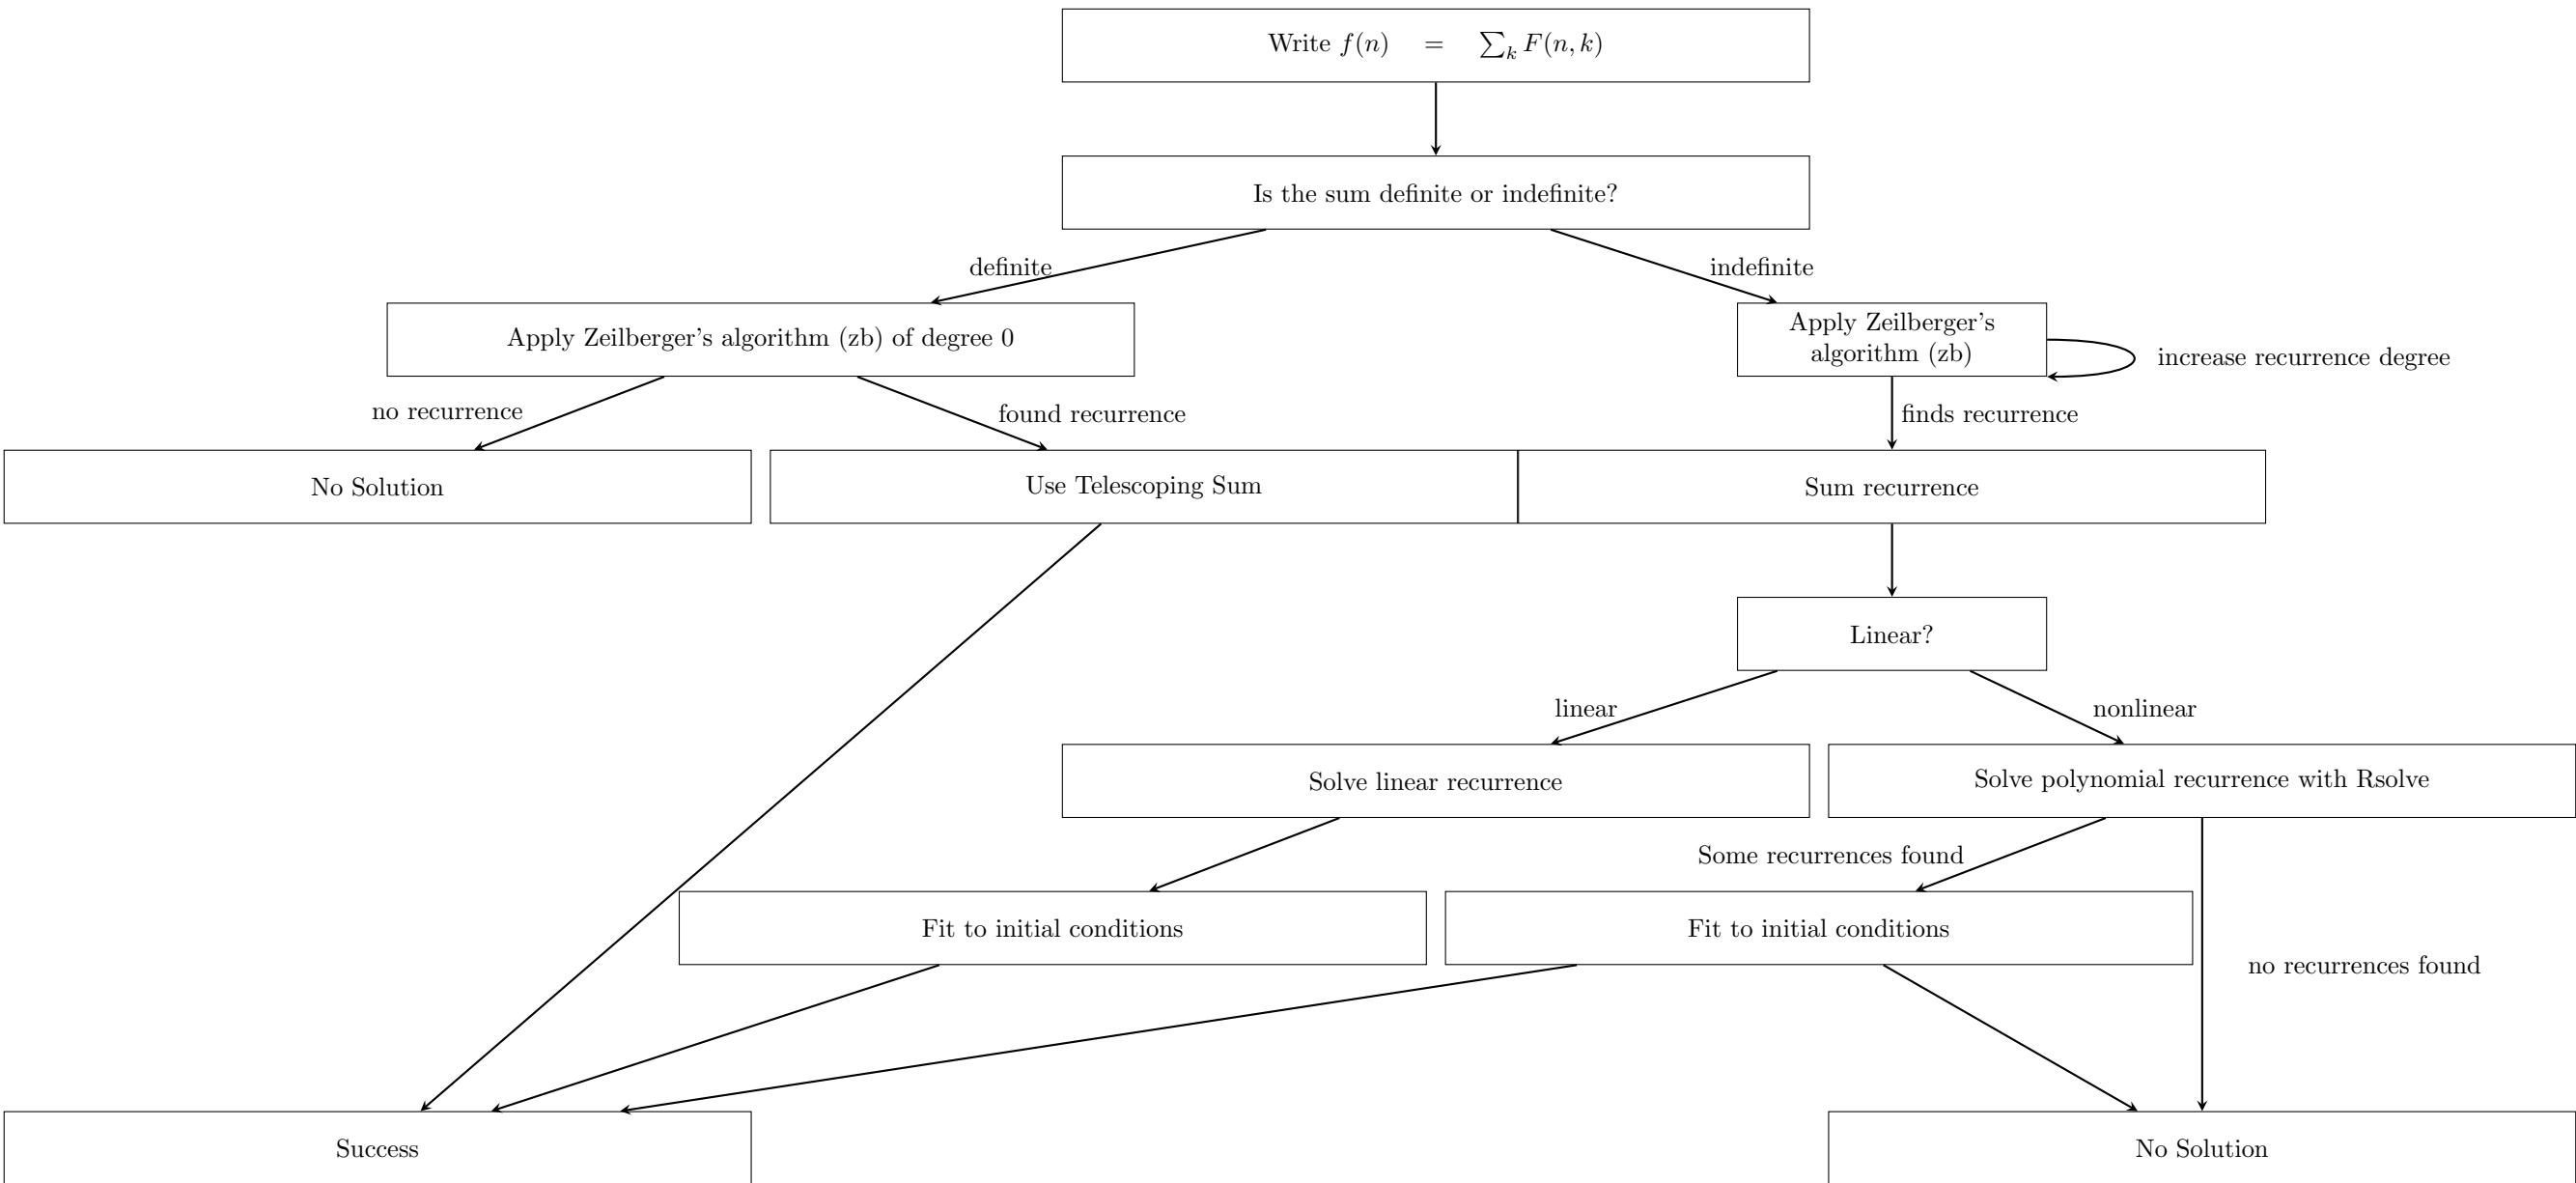 Write f(n) = ∑ₖ F(n, k)
Is the sum definite or indefinite?
definite
indefinite
Apply Zeilberger's algorithm (zb) of degree 0
Apply Zeilberger's
algorithm (zb)
increase recurrence degree
no recurrence
found recurrence
finds recurrence
No Solution
Use Telescoping Sum
Sum recurrence
Linear?
linear
nonlinear
Solve linear recurrence
Solve polynomial recurrence with Rsolve
Some recurrences found
Fit to initial conditions
Fit to initial conditions
no recurrences found
Success
No Solution